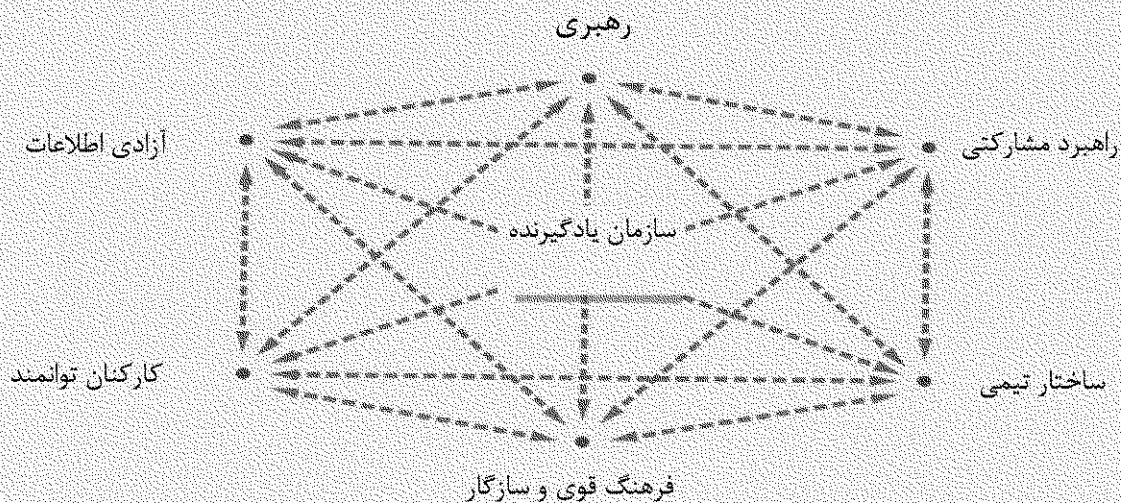 رهبری
راهبرد مشارکتی
آزادی اطلاعات
سازمان یادگیرنده
ساختار تیمی
کارکنان توانمند
فرهنگ قوی و سازگار